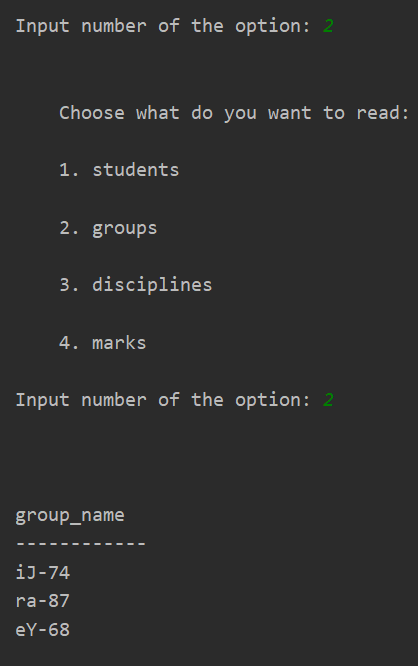 Input number of the option: 2
Choose what do you want to read:
1. students
2. groups
3. disciplines
4. marks
Input number of the option: 2
group_name
------------
iJ-74
ra-87
eY-68